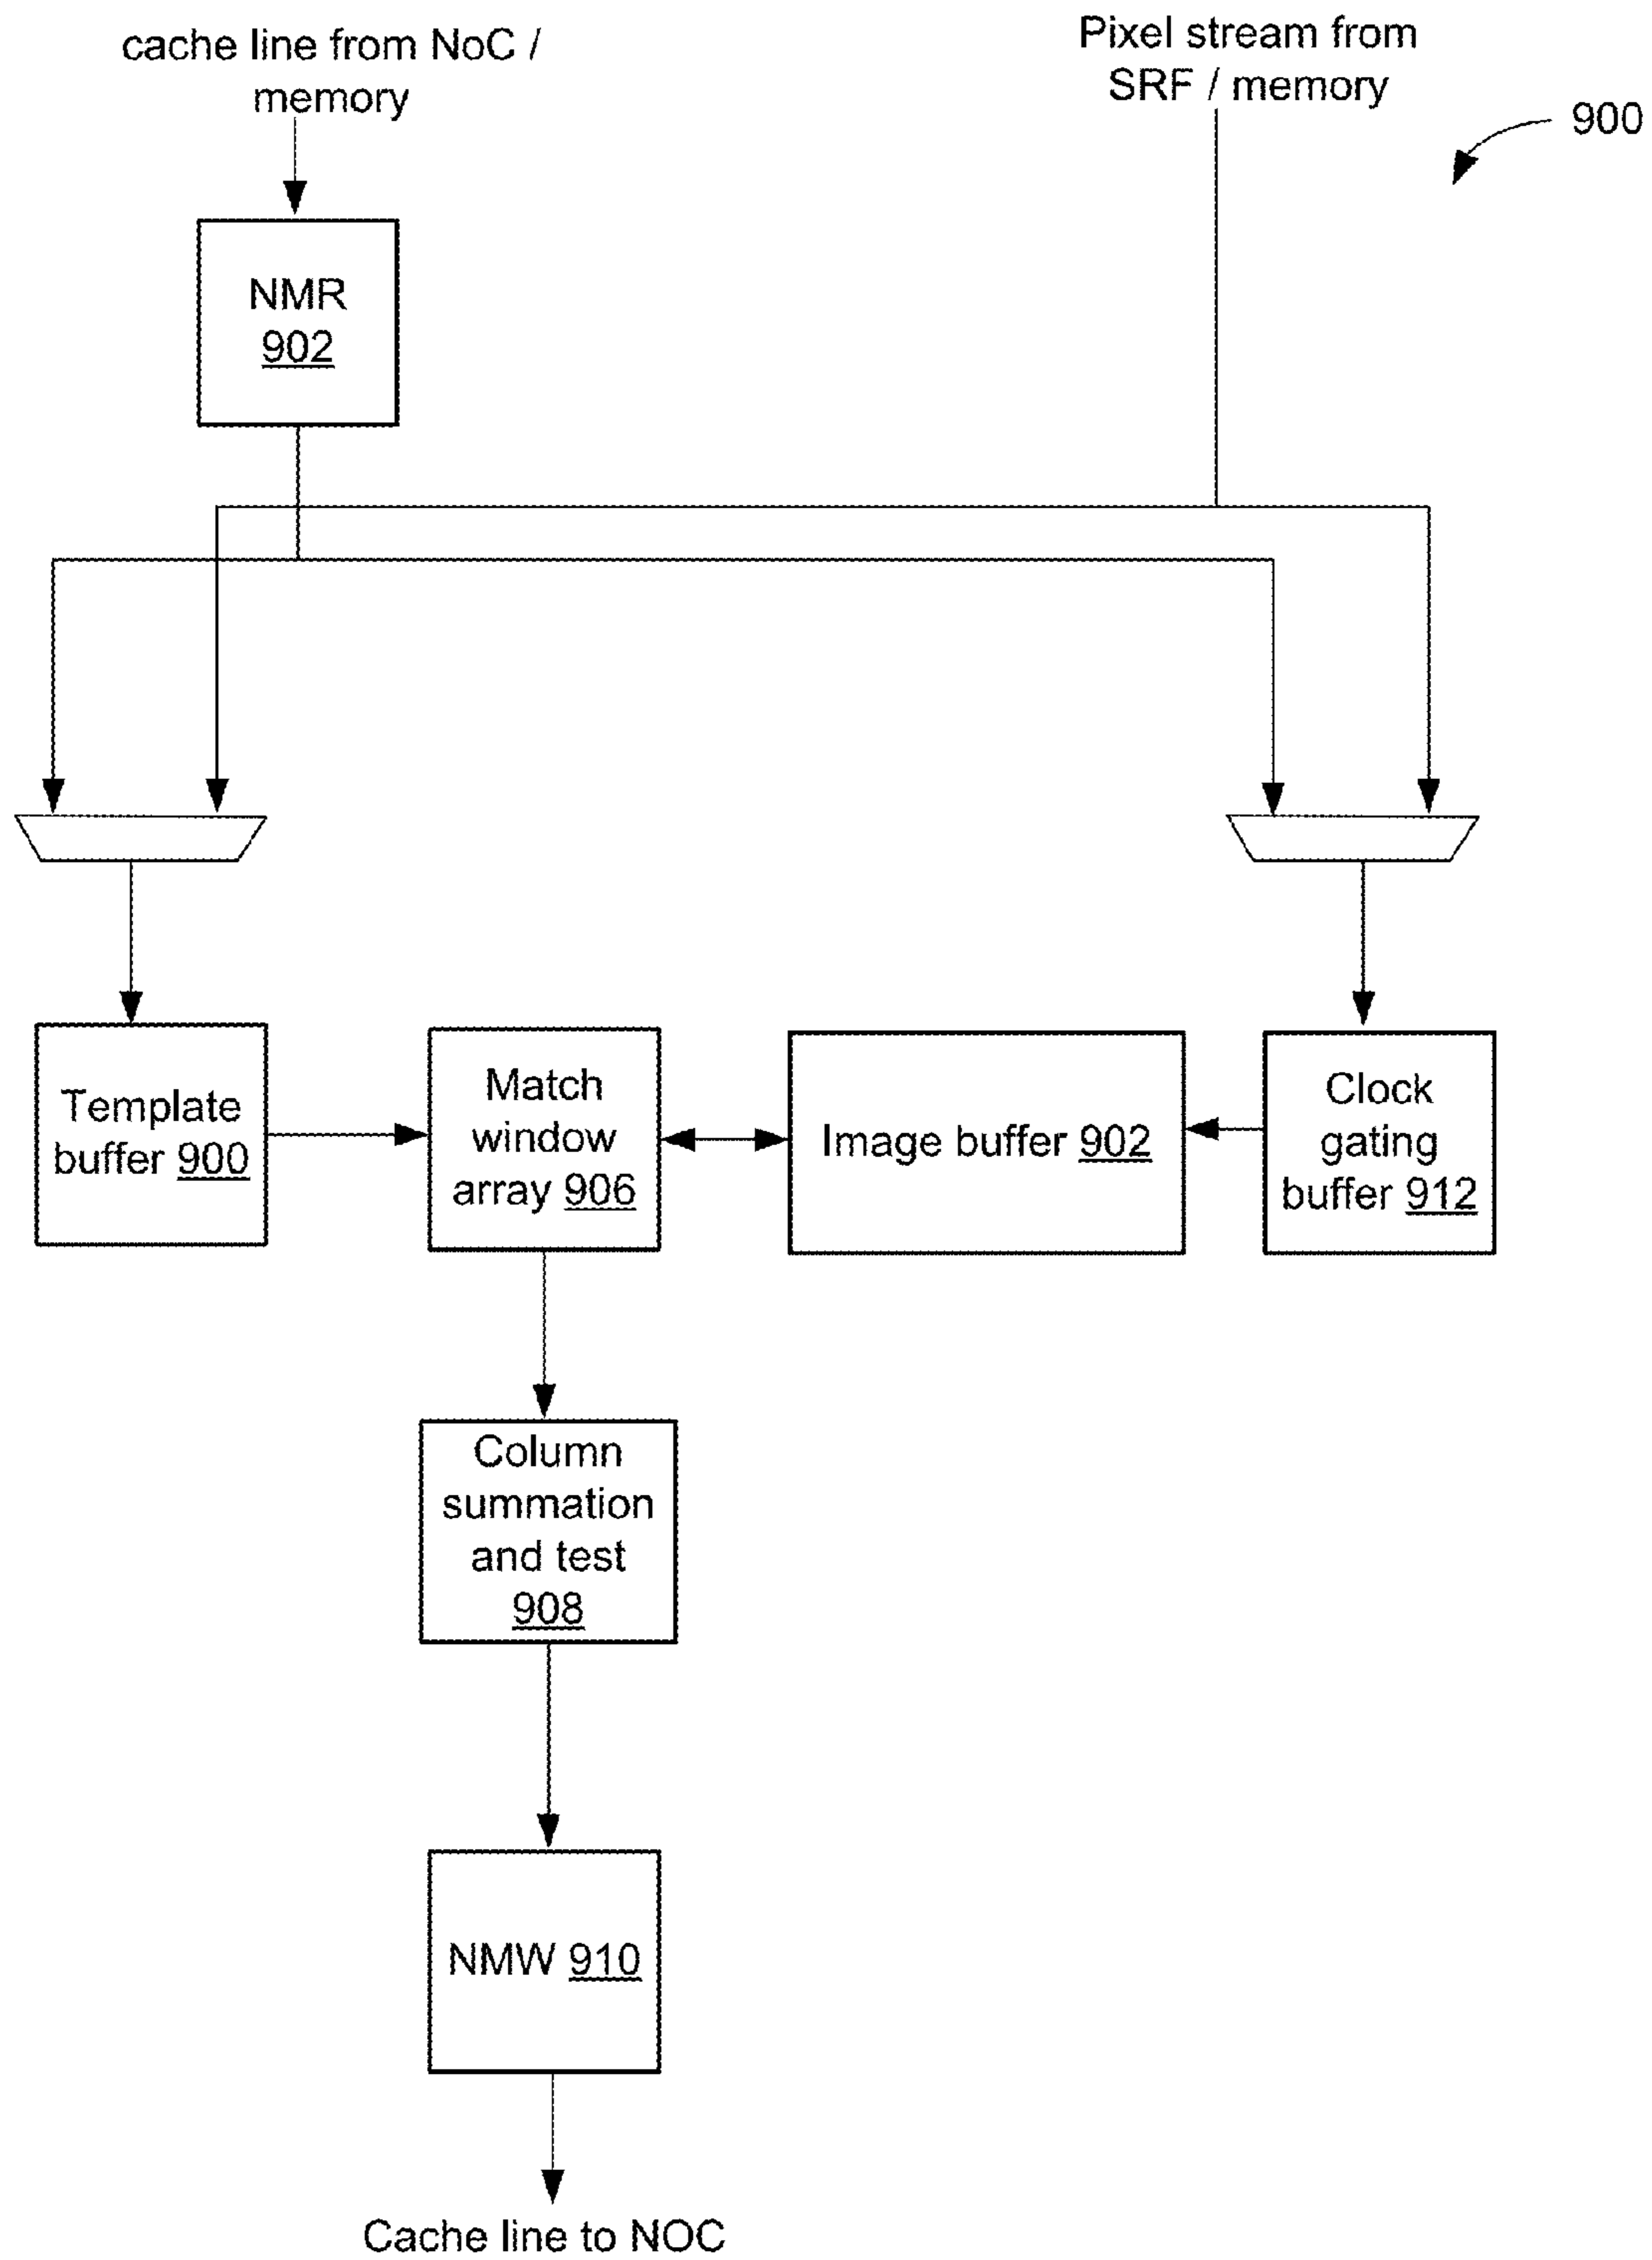 cache line from NoC /
memory
Pixel stream from
SRF / memory
900
NMR
902
Template
buffer 900
Match
window
array 906
Image buffer 902
Clock
gating
buffer 912
Column
summation
and test
908
NMW 910
Cache line to NOC